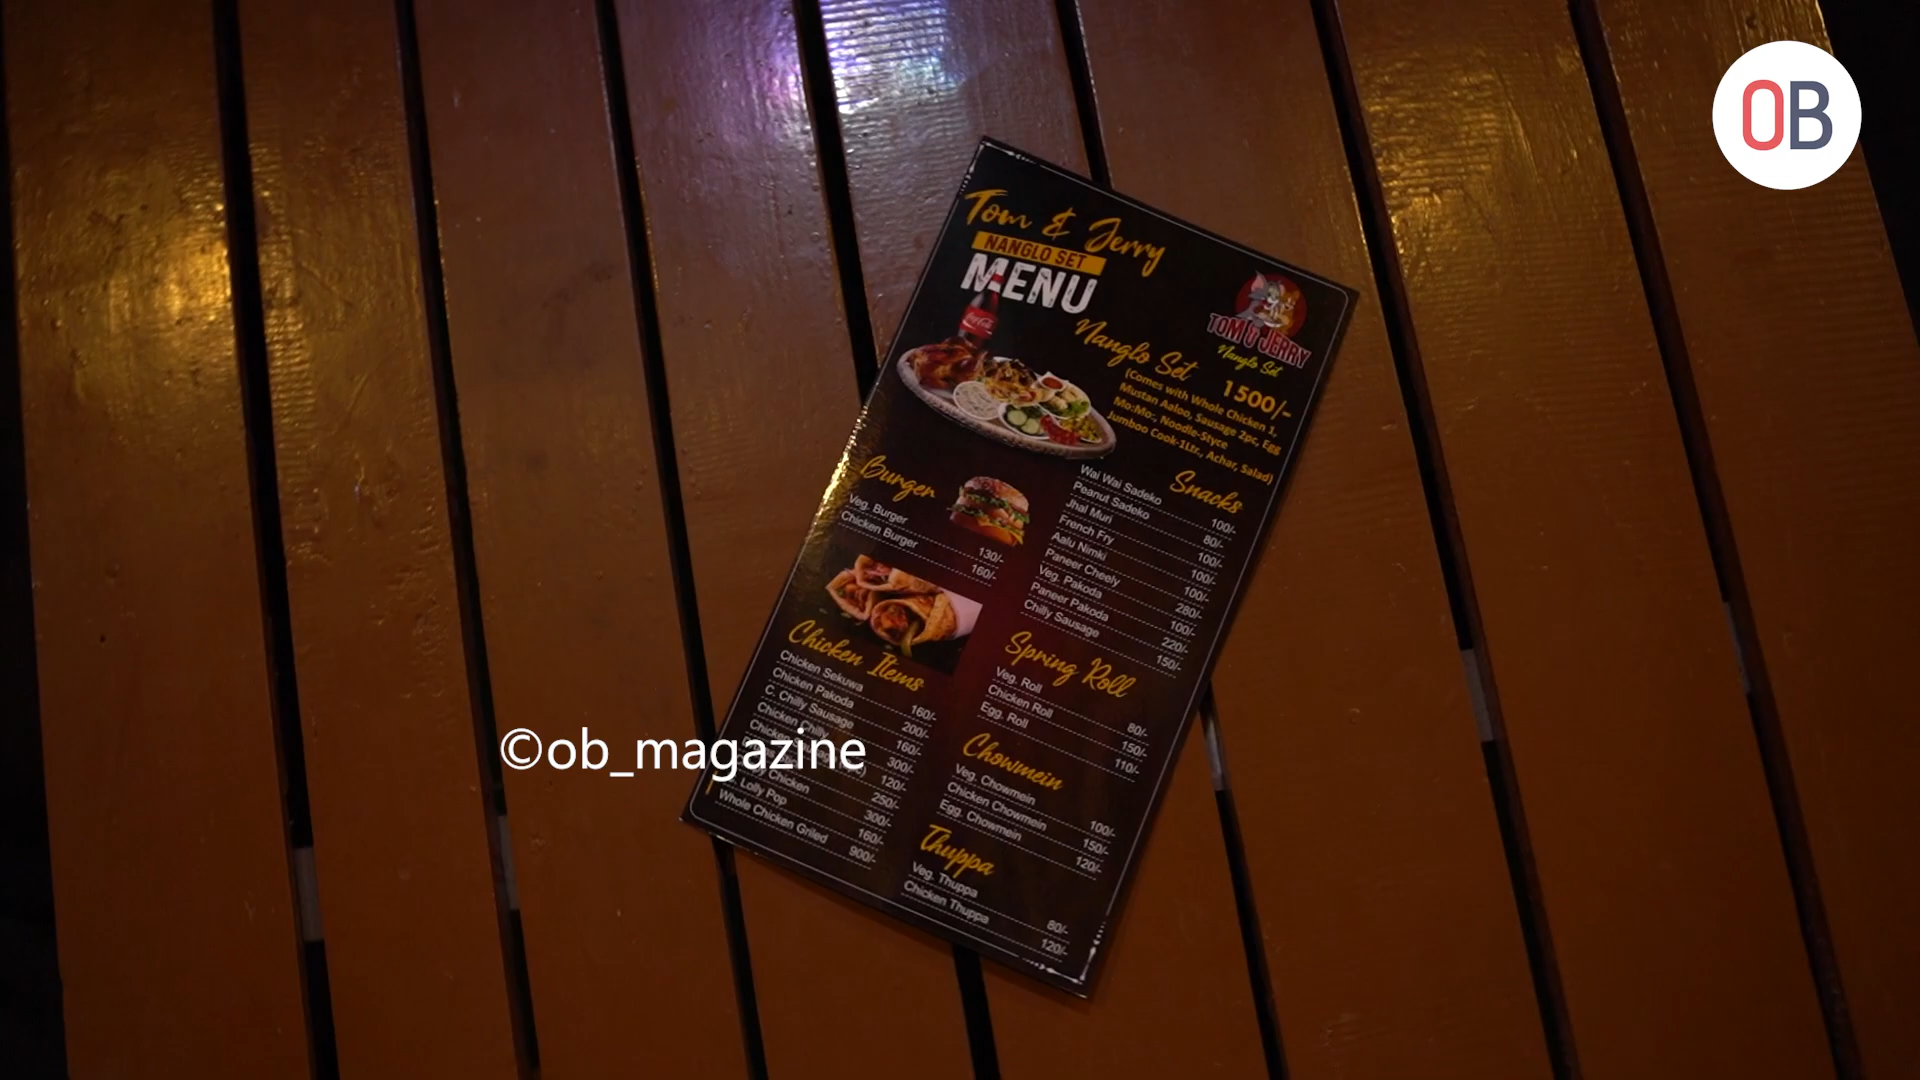 OB
Tom & Jerry
NANGLO SET
MENU
Coca-Cola
TOM & JERRY
Nanglo Set
Nanglo Set
1500/-
(Comes with Whole Chicken 1,
Mustan Aaloo, Sausage 2pc, Egg
Mo:Mo:, Noodle-Styce
Jumboo Cook-1Ltr., Achar, Salad)
Burger
Veg. Burger 130/-
Chicken Burger 160/-
Snacks
Wai Wai Sadeko 100/-
Peanut Sadeko 80/-
Jhal Muri 100/-
French Fry 100/-
Aalu Nimki 100/-
Paneer Cheely 280/-
Veg. Pakoda 100/-
Paneer Pakoda 220/-
Chilly Sausage 150/-
Chicken Items
Chicken Sekuwa 160/-
Chicken Pakoda 200/-
C. Chilly Sausage 160/-
Chicken Chilly 300/-
Chicken 120/-
250/-
Chicken 300/-
Lolly Pop 160/-
Whole Chicken Griled 900/-
Spring Roll
Veg. Roll 80/-
Chicken Roll 150/-
Egg. Roll 110/-
Chowmein
Veg. Chowmein 100/-
Chicken Chowmein 150/-
Egg. Chowmein 120/-
Thuppa
Veg. Thuppa 80/-
Chicken Thuppa 120/-
©ob_magazine